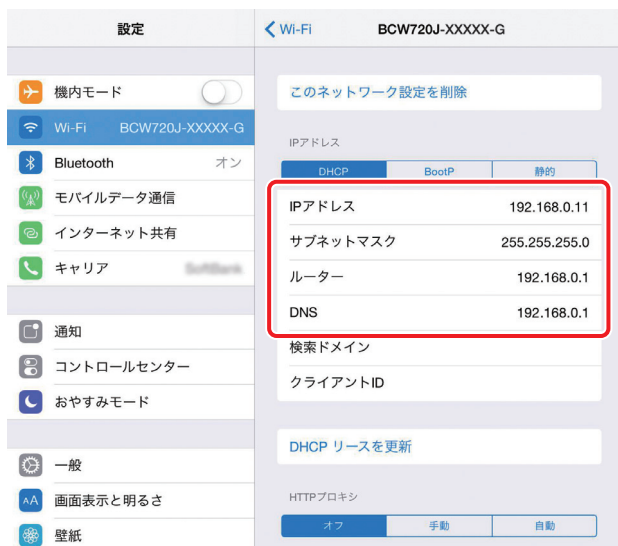 設定
機内モード
Wi-Fi BCW720J-XXXXX-G
Bluetooth オン
モバイルデータ通信
インターネット共有
キャリア
通知
コントロールセンター
おやすみモード
一般
AA 画面表示と明るさ
壁紙
Wi-Fi BCW720J-XXXXX-G
このネットワーク設定を削除
IPアドレス
DHCP BootP 静的
IPアドレス 192.168.0.11
サブネットマスク 255.255.255.0
ルーター 192.168.0.1
DNS 192.168.0.1
検索ドメイン
クライアントID
DHCP リースを更新
HTTPプロキシ
オフ 手動 自動